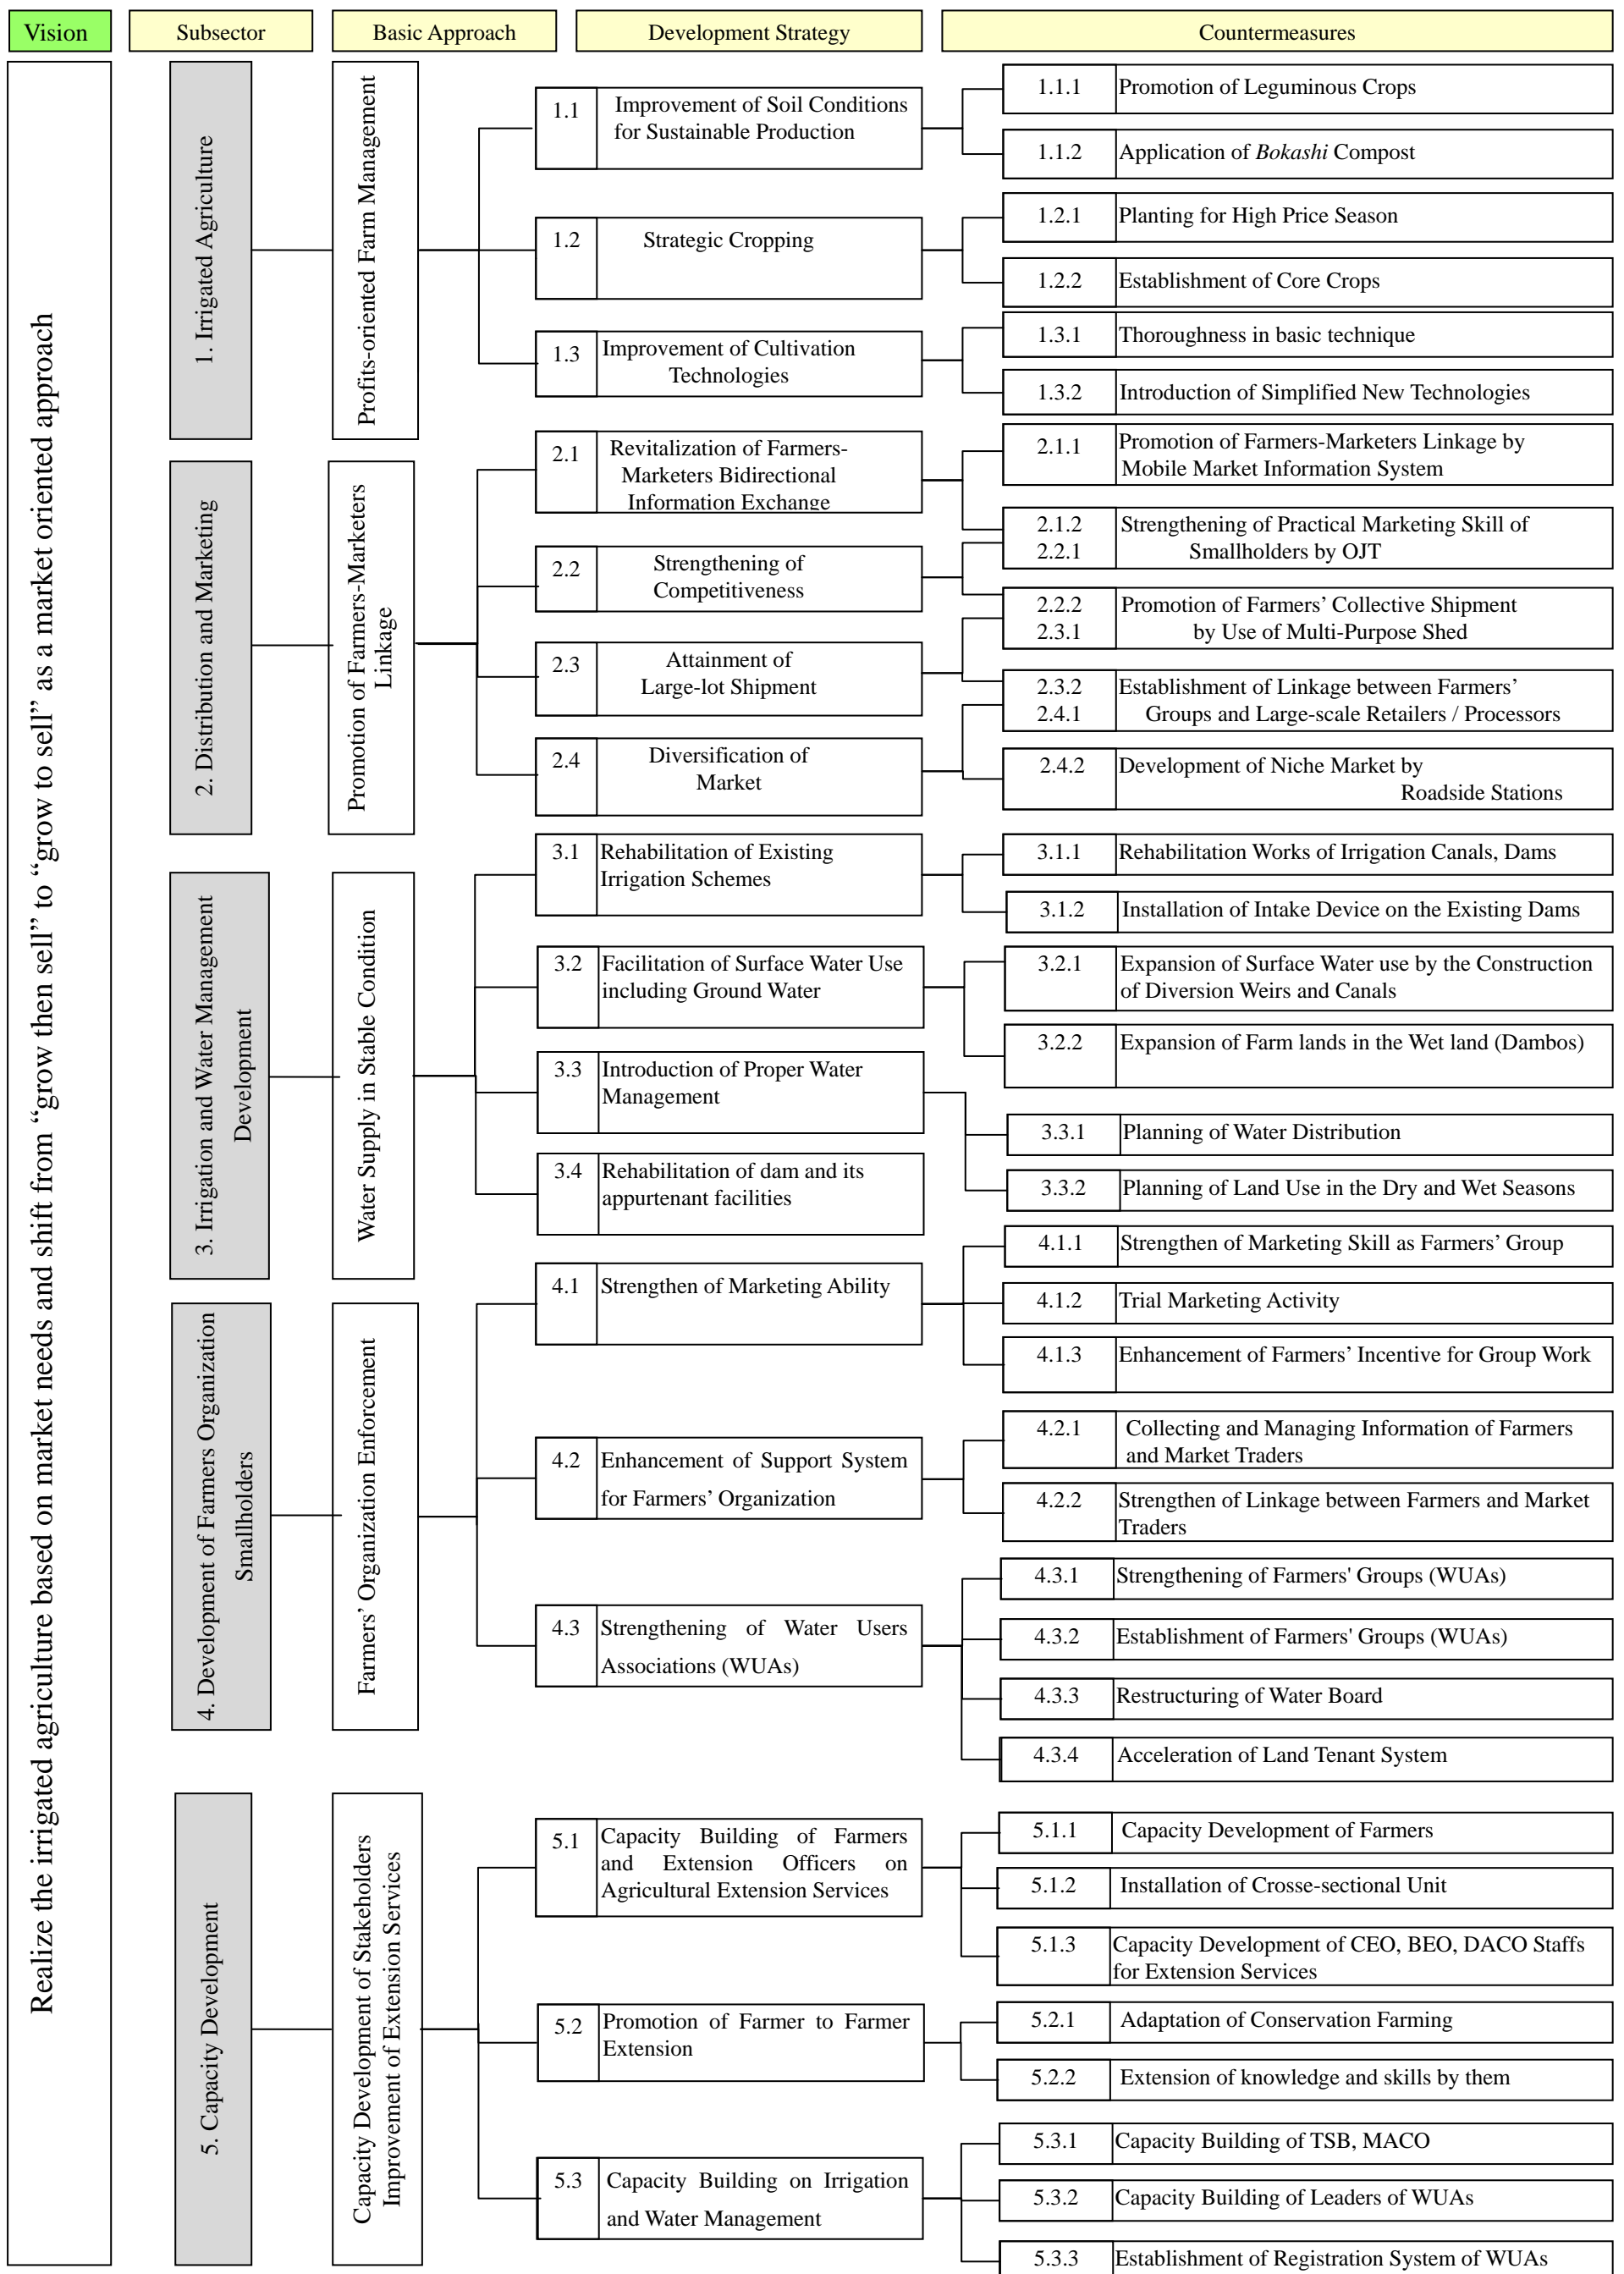 Vision
Subsector
Basic Approach
Development Strategy
Countermeasures
Realize the irrigated agriculture based on market needs and shift from “grow then sell” to “grow to sell” as a market oriented approach
1. Irrigated Agriculture
Profits-oriented Farm Management
1.1
Improvement of Soil Conditions
for Sustainable Production
1.1.1
Promotion of Leguminous Crops
1.1.2
Application of Bokashi Compost
1.2
Strategic Cropping
1.2.1
Planting for High Price Season
1.2.2
Establishment of Core Crops
1.3
Improvement of Cultivation
Technologies
1.3.1
Thoroughness in basic technique
1.3.2
Introduction of Simplified New Technologies
2. Distribution and Marketing
Promotion of Farmers-Marketers
Linkage
2.1
Revitalization of Farmers-
Marketers Bidirectional
Information Exchange
2.1.1
Promotion of Farmers-Marketers Linkage by
Mobile Market Information System
2.1.2
2.2.1
Strengthening of Practical Marketing Skill of
Smallholders by OJT
2.2
Strengthening of
Competitiveness
2.2.2
2.3.1
Promotion of Farmers’ Collective Shipment
by Use of Multi-Purpose Shed
2.3
Attainment of
Large-lot Shipment
2.3.2
2.4.1
Establishment of Linkage between Farmers’
Groups and Large-scale Retailers / Processors
2.4
Diversification of
Market
2.4.2
Development of Niche Market by
Roadside Stations
3. Irrigation and Water Management
Development
Water Supply in Stable Condition
3.1
Rehabilitation of Existing
Irrigation Schemes
3.1.1
Rehabilitation Works of Irrigation Canals, Dams
3.1.2
Installation of Intake Device on the Existing Dams
3.2
Facilitation of Surface Water Use
including Ground Water
3.2.1
Expansion of Surface Water use by the Construction
of Diversion Weirs and Canals
3.2.2
Expansion of Farm lands in the Wet land (Dambos)
3.3
Introduction of Proper Water
Management
3.3.1
Planning of Water Distribution
3.3.2
Planning of Land Use in the Dry and Wet Seasons
3.4
Rehabilitation of dam and its
appurtenant facilities
4. Development of Farmers Organization
Smallholders
Farmers’ Organization Enforcement
4.1
Strengthen of Marketing Ability
4.1.1
Strengthen of Marketing Skill as Farmers’ Group
4.1.2
Trial Marketing Activity
4.1.3
Enhancement of Farmers’ Incentive for Group Work
4.2
Enhancement of Support System
for Farmers’ Organization
4.2.1
Collecting and Managing Information of Farmers
and Market Traders
4.2.2
Strengthen of Linkage between Farmers and Market
Traders
4.3
Strengthening of Water Users
Associations (WUAs)
4.3.1
Strengthening of Farmers' Groups (WUAs)
4.3.2
Establishment of Farmers' Groups (WUAs)
4.3.3
Restructuring of Water Board
4.3.4
Acceleration of Land Tenant System
5. Capacity Development
Capacity Development of Stakeholders
Improvement of Extension Services
5.1
Capacity Building of Farmers
and Extension Officers on
Agricultural Extension Services
5.1.1
Capacity Development of Farmers
5.1.2
Installation of Crosse-sectional Unit
5.1.3
Capacity Development of CEO, BEO, DACO Staffs
for Extension Services
5.2
Promotion of Farmer to Farmer
Extension
5.2.1
Adaptation of Conservation Farming
5.2.2
Extension of knowledge and skills by them
5.3
Capacity Building on Irrigation
and Water Management
5.3.1
Capacity Building of TSB, MACO
5.3.2
Capacity Building of Leaders of WUAs
5.3.3
Establishment of Registration System of WUAs